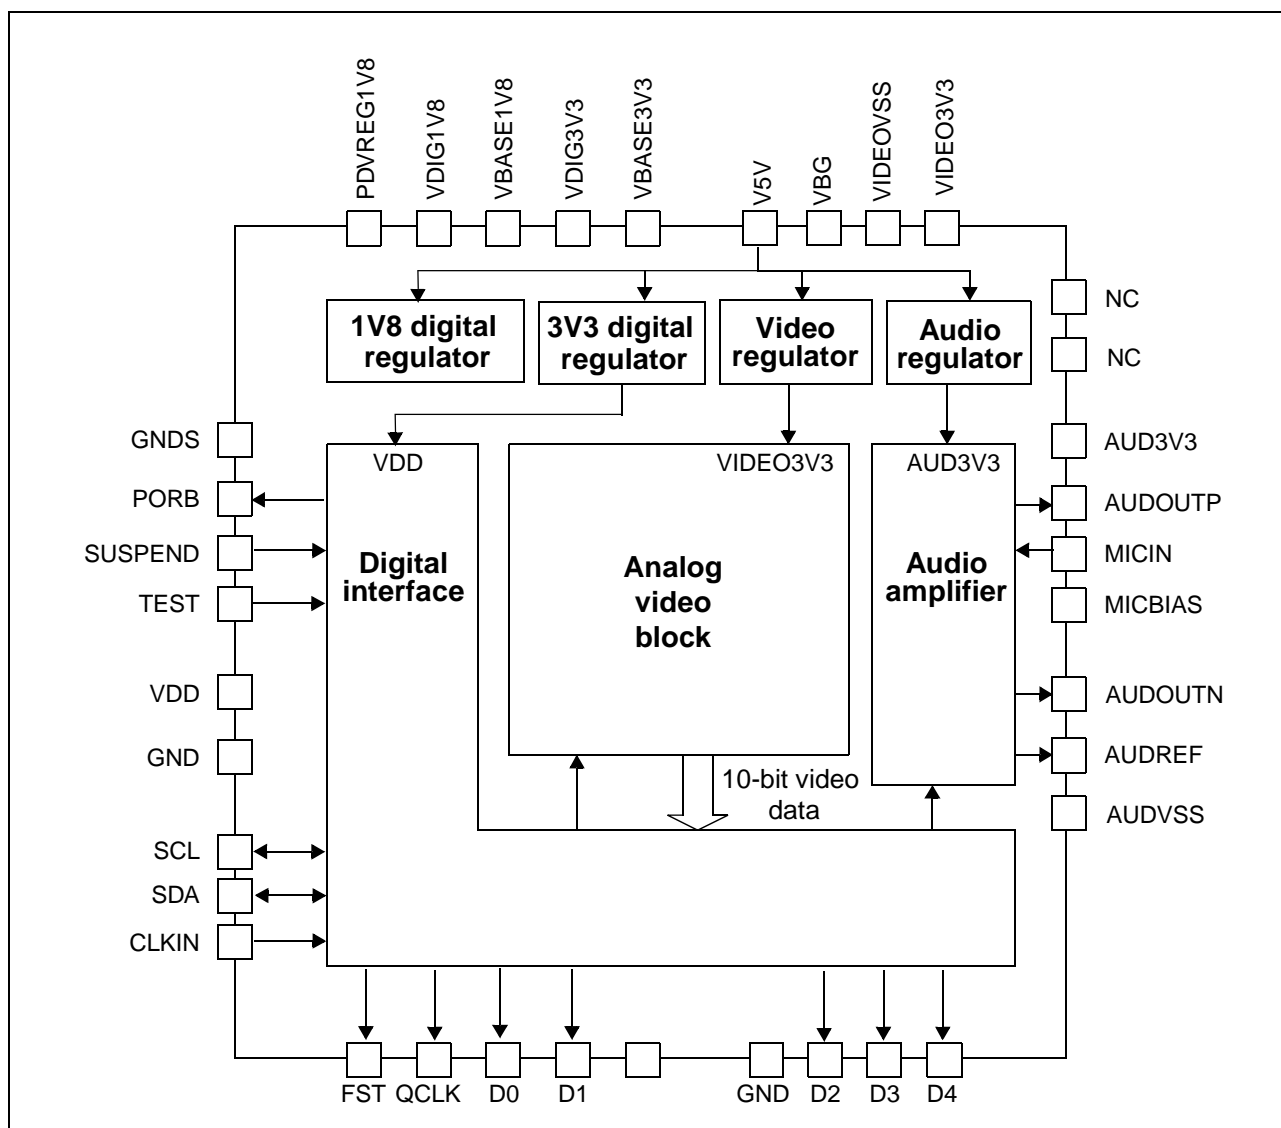 PDVREG1V8
VDIG1V8
VBASE1V8
VDIG3V3
VBASE3V3
V5V
VBG
VIDEOVSS
VIDEO3V3
1V8 digital
regulator
3V3 digital
regulator
Video
regulator
Audio
regulator
NC
NC
GNDS
PORB
SUSPEND
TEST
VDD
GND
SCL
SDA
CLKIN
VDD
Digital
interface
VIDEO3V3
Analog
video
block
AUD3V3
Audio
amplifier
10-bit video
data
AUD3V3
AUDOUTP
MICIN
MICBIAS
AUDOUTN
AUDREF
AUDVSS
FST
QCLK
D0
D1
GND
D2
D3
D4